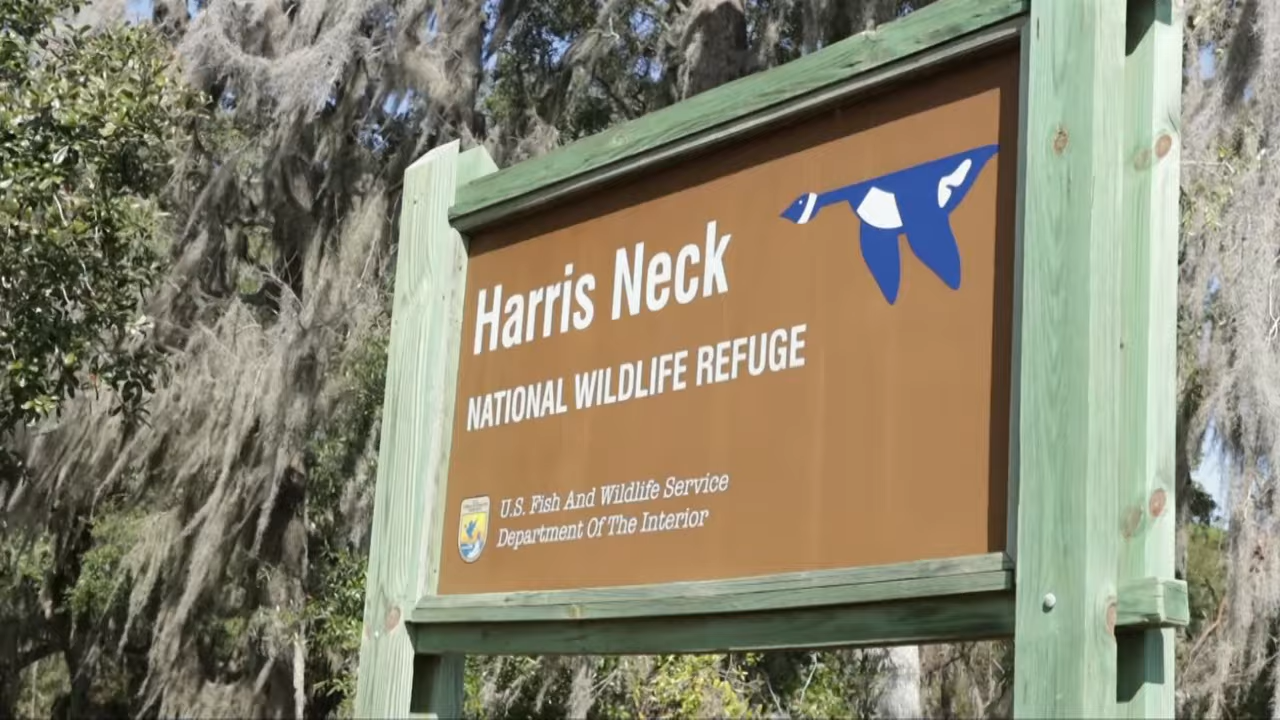 Harris Neck
NATIONAL WILDLIFE REFUGE
U.S. Fish And Wildlife Service
Department Of The Interior